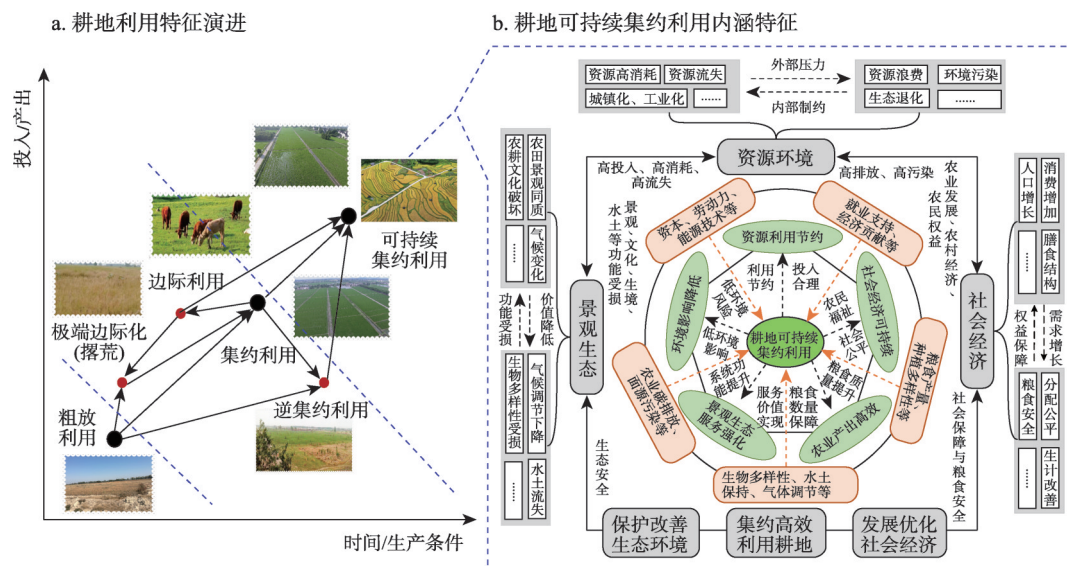 a. 耕地利用特征演进
投入/产出
时间/生产条件
可持续
集约利用
边际利用
极端边际化
(撂荒)
集约利用
粗放
利用
逆集约利用
b. 耕地可持续集约利用内涵特征
资源高消耗
资源流失
城镇化、工业化
......
外部压力
内部制约
资源浪费
环境污染
生态退化
......
资源环境
高投入、高消耗、
高流失
高排放、高污染
农耕文化破坏
农田景观同质
......
气候变化
功能受损
价值降低
生物多样性受损
气候调节下降
......
水土流失
景观生态
景观、文化、生境、
水土等功能受损
生态安全
农业发展、农村经济、
农民权益
社会经济
社会保障与粮食安全
人口增长
消费增加
......
膳食结构
权益保障
需求增长
粮食安全
分配公平
......
生计改善
资本、劳动力、
能源技术等
就业支持、
经济贡献等
粮食产量、
种植多样性等
生物多样性、水土
保持、气体调节等
农业碳排放、
面源污染等
资源利用节约
社会经济可持续
农业产出高效
景观生态
服务强化
环境影响降低
利用
节约
投入
合理
农民
福祉
社会
公平
粮食质
量提升
粮食
数量
保障
服务
价值
实现
系统功
能提升
低环境
影响
低环境
风险
耕地可持续
集约利用
保护改善
生态环境
集约高效
利用耕地
发展优化
社会经济